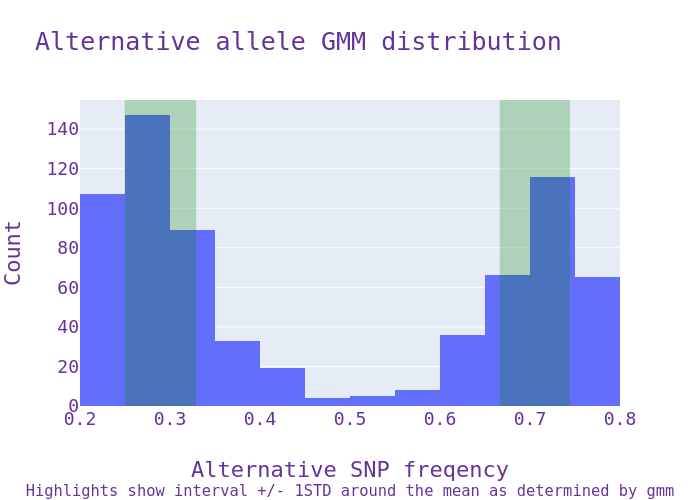 Alternative allele GMM distribution
140
120
100
80
60
40
20
0
0.2 0.3 0.4 0.5 0.6 0.7 0.8
Count
Alternative SNP freqency
Highlights show interval +/- 1STD around the mean as determined by gmm